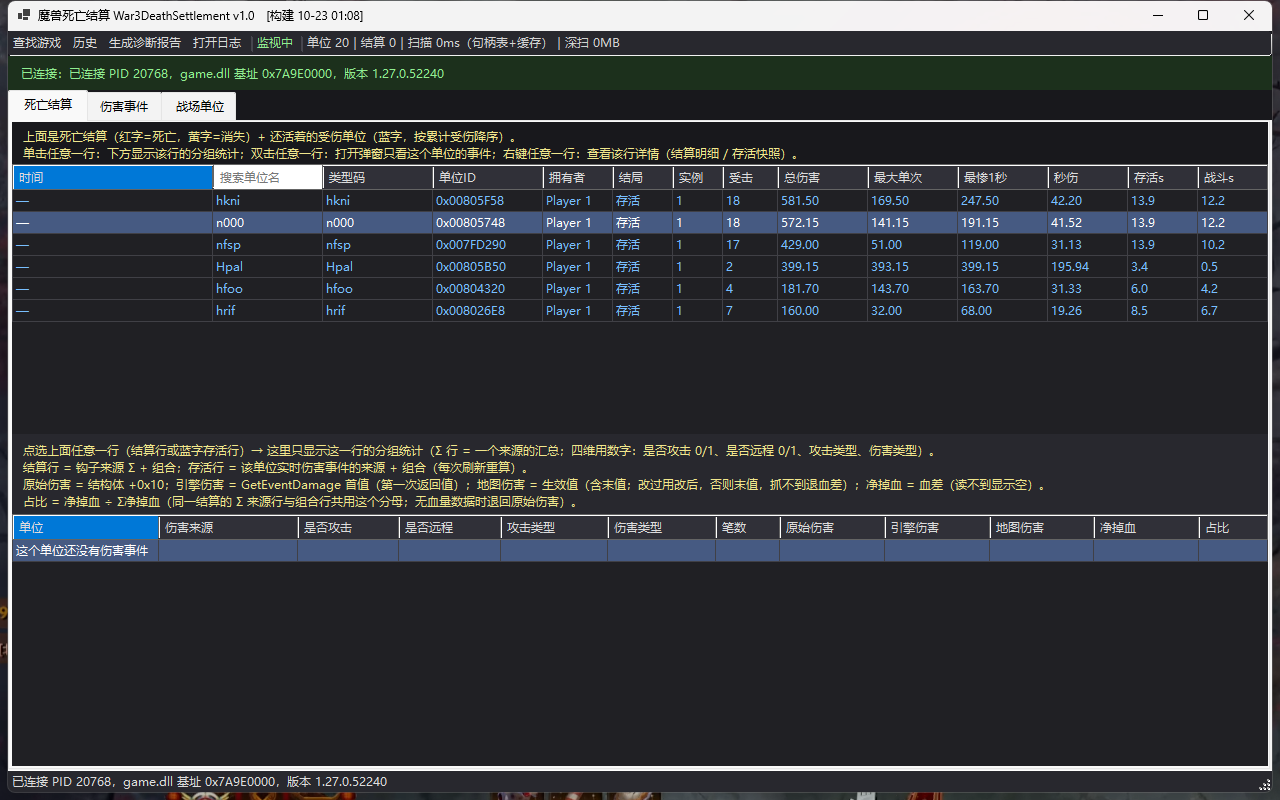 魔兽死亡结算 War3DeathSettlement v1.0 [构建 10-23 01:08]
查找游戏 历史 生成诊断报告 打开日志 | 监视中 | 单位 20 | 结算 0 | 扫描 0ms（句柄表+缓存） | 深扫 0MB
已连接：已连接 PID 20768，game.dll 基址 0x7A9E0000，版本 1.27.0.52240
死亡结算 伤害事件 战场单位
上面是死亡结算（红字=死亡，黄字=消失）+ 还活着的受伤单位（蓝字，按累计受伤降序）。
单击任意一行：下方显示该行的分组统计；双击任意一行：打开弹窗只看这个单位的事件；右键任意一行：查看该行详情（结算明细 / 存活快照）。
时间 搜索单位名 类型码 单位ID 拥有者 结局 实例 受击 总伤害 最大单次 最惨1秒 秒伤 存活s 战斗s
— hkni hkni 0x00805F58 Player 1 存活 1 18 581.50 169.50 247.50 42.20 13.9 12.2
— n000 n000 0x00805748 Player 1 存活 1 18 572.15 141.15 191.15 41.52 13.9 12.2
— nfsp nfsp 0x007FD290 Player 1 存活 1 17 429.00 51.00 119.00 31.13 13.9 10.2
— Hpal Hpal 0x00805B50 Player 1 存活 1 2 399.15 393.15 399.15 195.94 3.4 0.5
— hfoo hfoo 0x00804320 Player 1 存活 1 4 181.70 143.70 163.70 31.33 6.0 4.2
— hrif hrif 0x008026E8 Player 1 存活 1 7 160.00 32.00 68.00 19.26 8.5 6.7
点选上面任意一行（结算行或蓝字存活行）→ 这里只显示这一行的分组统计（Σ 行 = 一个来源的汇总；四维用数字：是否攻击 0/1、是否远程 0/1、攻击类型、伤害类型）。
结算行 = 钩子来源 Σ + 组合；存活行 = 该单位实时伤害事件的来源 + 组合（每次刷新重算）。
原始伤害 = 结构体 +0x10；引擎伤害 = GetEventDamage 首值（第一次返回值）；地图伤害 = 生效值（含末值；改过用改后，否则末值，抓不到退血差）；净掉血 = 血差（读不到显示空）。
占比 = 净掉血 ÷ Σ净掉血（同一结算的 Σ 来源行与组合行共用这个分母；无血量数据时退回原始伤害）。
单位 伤害来源 是否攻击 是否远程 攻击类型 伤害类型 笔数 原始伤害 引擎伤害 地图伤害 净掉血 占比
这个单位还没有伤害事件
已连接 PID 20768，game.dll 基址 0x7A9E0000，版本 1.27.0.52240